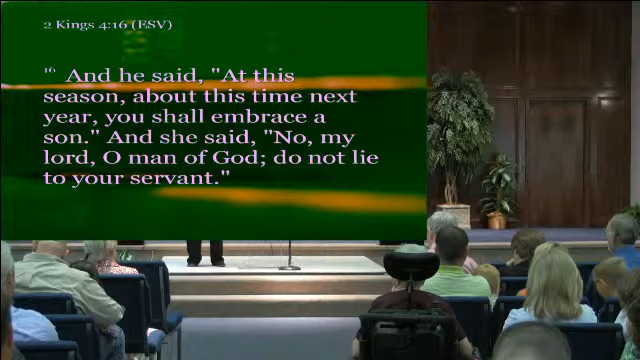 2 Kings 4:16 (ESV)
16 And he said, "At this
season, about this time next
year, you shall embrace a
son." And she said, "No, my
lord, O man of God; do not lie
to your servant."